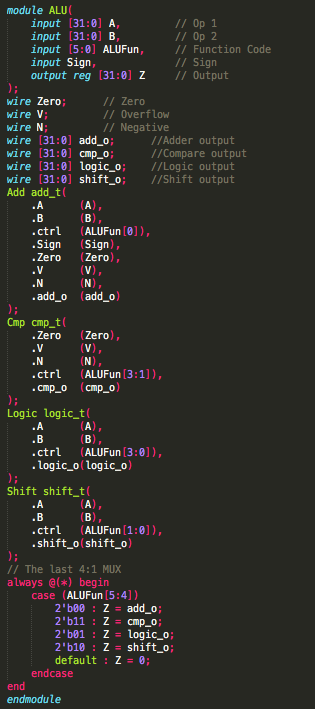 module ALU(
    input [31:0] A,         // Op 1
    input [31:0] B,         // Op 2
    input [5:0] ALUFun,     // Function Code
    input Sign,             // Sign
    output reg [31:0] Z     // Output
);
wire Zero;      // Zero
wire V;         // Overflow
wire N;         // Negative
wire [31:0] add_o;      //Adder output
wire [31:0] cmp_o;      //Compare output
wire [31:0] logic_o;    //Logic output
wire [31:0] shift_o;    //Shift output
Add add_t(
    .A      (A),
    .B      (B),
    .ctrl   (ALUFun[0]),
    .Sign   (Sign),
    .Zero   (Zero),
    .V      (V),
    .N      (N),
    .add_o  (add_o)
);
Cmp cmp_t(
    .Zero   (Zero),
    .V      (V),
    .N      (N),
    .ctrl   (ALUFun[3:1]),
    .cmp_o  (cmp_o)
);
Logic logic_t(
    .A      (A),
    .B      (B),
    .ctrl   (ALUFun[3:0]),
    .logic_o(logic_o)
);
Shift shift_t(
    .A      (A),
    .B      (B),
    .ctrl   (ALUFun[1:0]),
    .shift_o(shift_o)
);
// The last 4:1 MUX
always @(*) begin
    case (ALUFun[5:4])
        2'b00 : Z = add_o;
        2'b11 : Z = cmp_o;
        2'b01 : Z = logic_o;
        2'b10 : Z = shift_o;
        default : Z = 0;
    endcase
end
endmodule